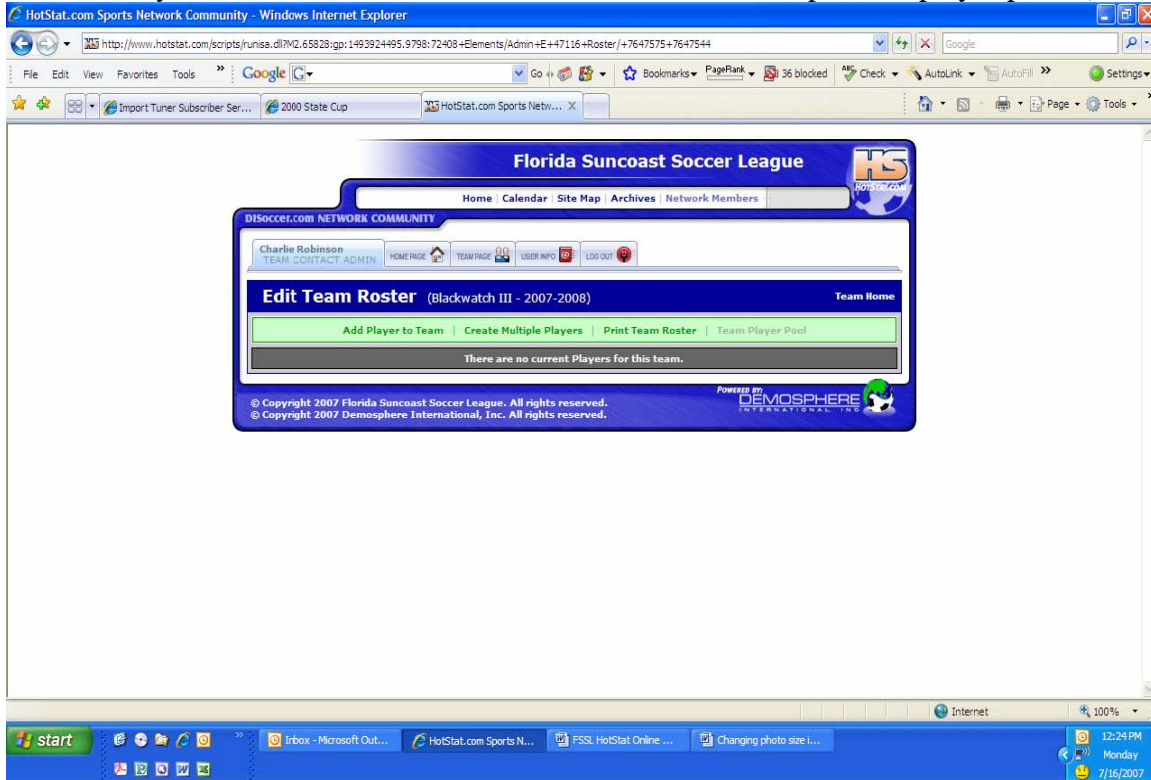 HotStat.com Sports Network Community - Windows Internet Explorer
http://www.hotstat.com/scripts/runisa.dll?M2.65828:gp:1493924495.9798:72408+Elements/Admin+E+47116+Roster/+7647575+7647544
Google
File Edit View Favorites Tools » Google G Go Bookmarks PageRank 36 blocked Check AutoLink AutoFill » Settings
Import Tuner Subscriber Ser... 2000 State Cup HotStat.com Sports Netw... X Page Tools
Florida Suncoast Soccer League
HS
HOTSTAT.COM
Home | Calendar | Site Map | Archives | Network Members
DISoccer.com NETWORK COMMUNITY
Charlie Robinson
TEAM CONTACT ADMIN HOME PAGE TEAM PAGE USER INFO LOG OUT
Edit Team Roster (Blackwatch III - 2007-2008) Team Home
Add Player to Team | Create Multiple Players | Print Team Roster | Team Player Pool
There are no current Players for this team.
© Copyright 2007 Florida Suncoast Soccer League. All rights reserved.
© Copyright 2007 Demosphere International, Inc. All rights reserved.
POWERED BY
DEMOSPHERE
INTERNATIONAL, INC
Internet 100%
start » Inbox - Microsoft Out... HotStat.com Sports N... FSSL HotStat Online ... Changing photo size i... 12:24 PM
Monday
7/16/2007